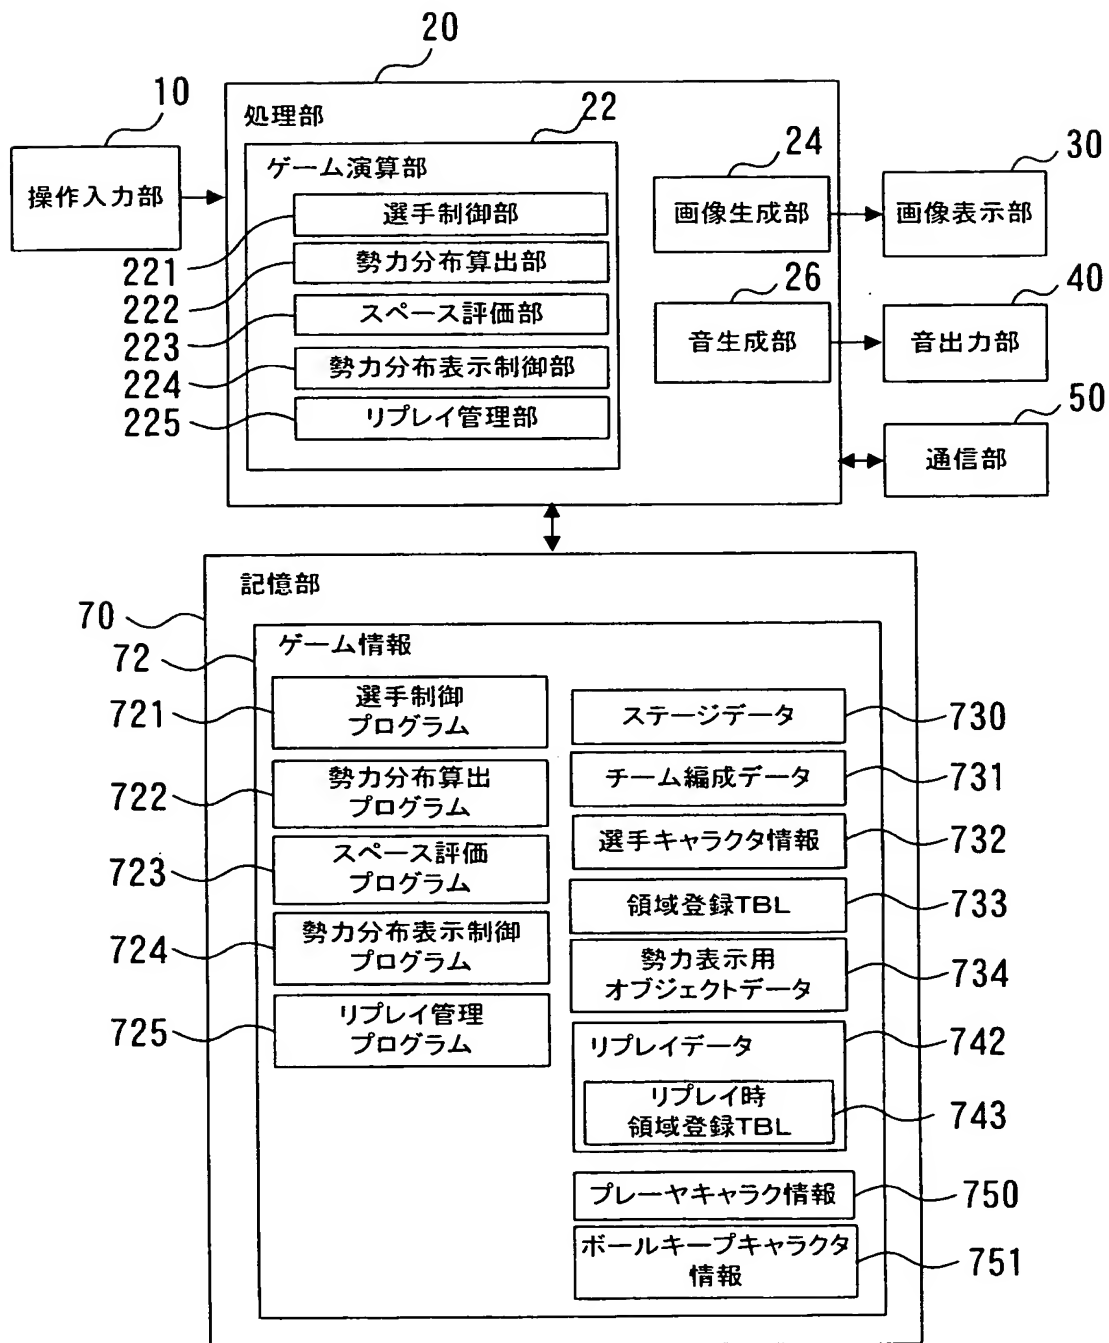 20
10
処理部
22
24
30
ゲーム演算部
操作入力部
選手制御部
画像生成部
画像表示部
221
勢力分布算出部
222
26
40
スペース評価部
223
音生成部
音出力部
勢力分布表示制御部
224
50
リプレイ管理部
225
通信部
記憶部
70
ゲーム情報
72
選手制御
プログラム
721
ステージデータ
730
勢力分布算出
プログラム
722
チーム編成データ
731
スペース評価
プログラム
723
選手キャラクタ情報
732
勢力分布表示制御
プログラム
724
領域登録TBL
733
勢力表示用
オブジェクトデータ
734
リプレイ管理
プログラム
725
リプレイデータ
742
リプレイ時
領域登録TBL
743
プレーヤキャラク情報
750
ボールキープキャラクタ
情報
751